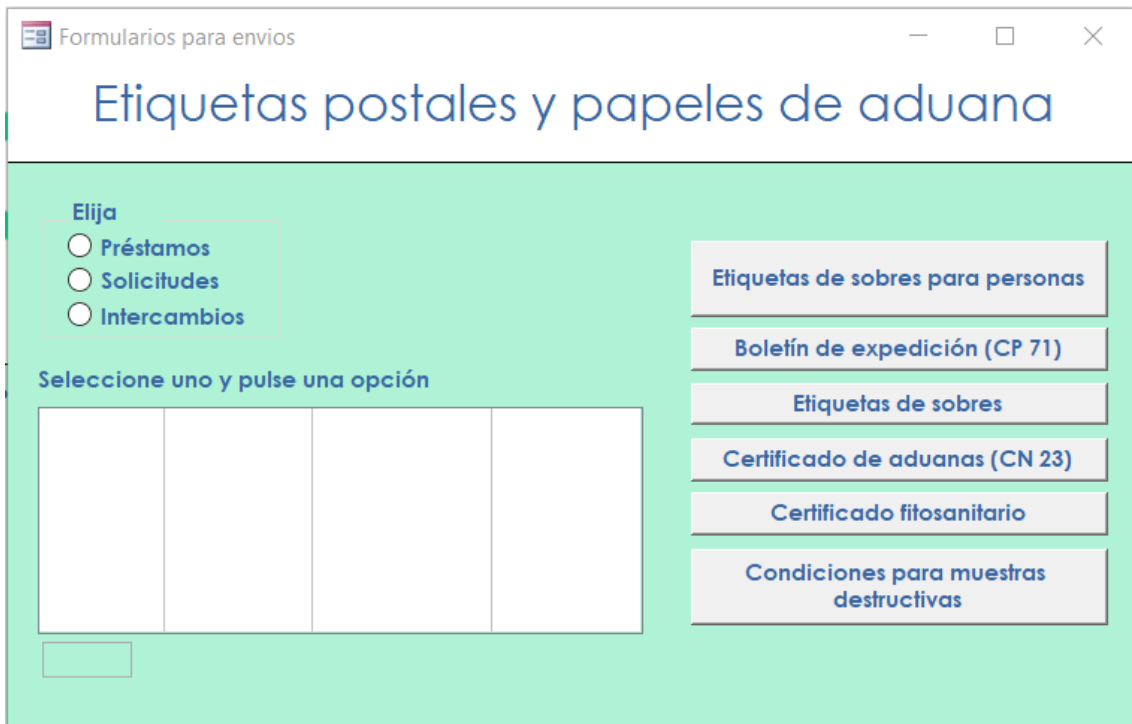 Formularios para envios
Etiquetas postales y papeles de aduana
Elija
Préstamos
Solicitudes
Intercambios
Seleccione uno y pulse una opción
Etiquetas de sobres para personas
Boletín de expedición (CP 71)
Etiquetas de sobres
Certificado de aduanas (CN 23)
Certificado fitosanitario
Condiciones para muestras
destructivas